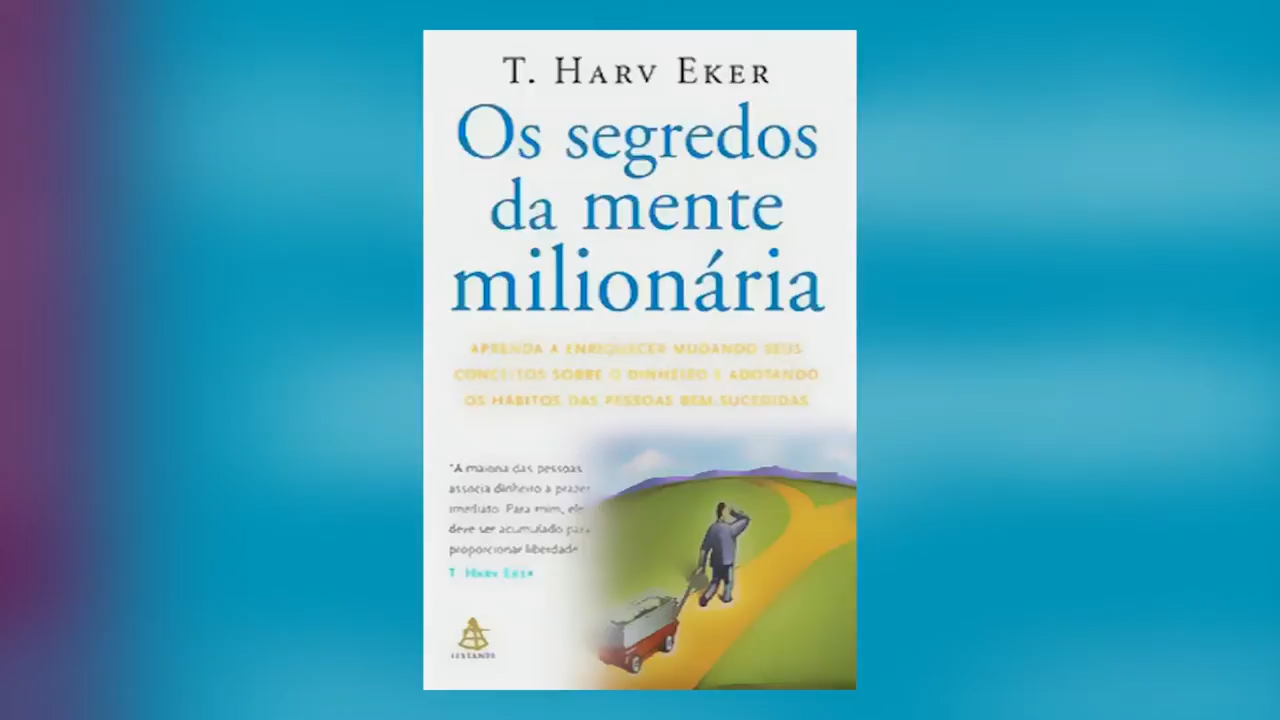 T. HARV EKER
Os segredos
da mente
milionária
APRENDA A ENRIQUECER MUDANDO SEUS
CONCEITOS SOBRE O DINHEIRO E ADOTANDO
OS HÁBITOS DAS PESSOAS BEM-SUCEDIDAS
"A maioria das pessoas
associa dinheiro a prazer
imediato. Para mim, ele
deve ser acumulado para
proporcionar liberdade
T. HARV EKER
SEXTANTE